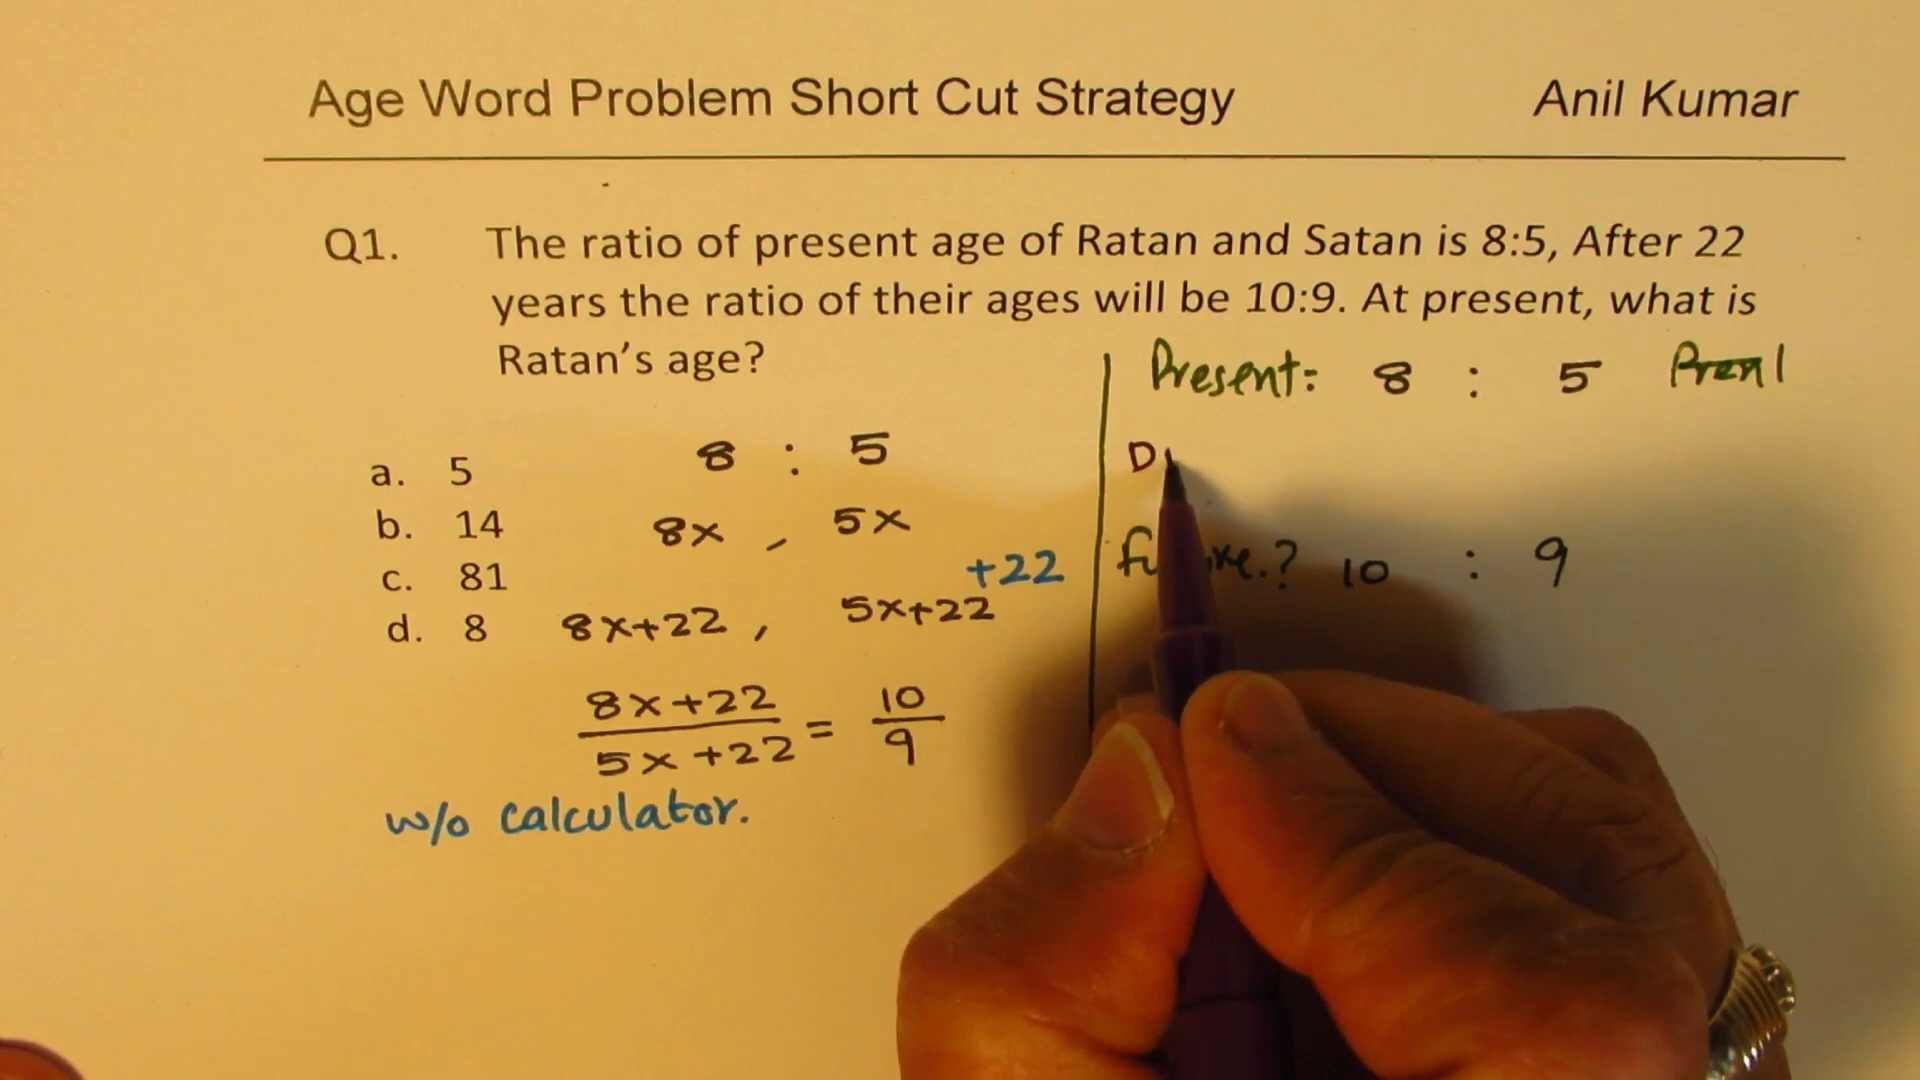 Age Word Problem Short Cut Strategy Anil Kumar
Q1. The ratio of present age of Ratan and Satan is 8:5, After 22
years the ratio of their ages will be 10:9. At present, what is
Ratan's age?
a. 5
b. 14
c. 81
d. 8
8 : 5
8x , 5x
+22
8x+22 , 5x+22
8x+22 / 5x+22 = 10 / 9
w/o calculator.
Present: 8 : 5
D
10 : 9